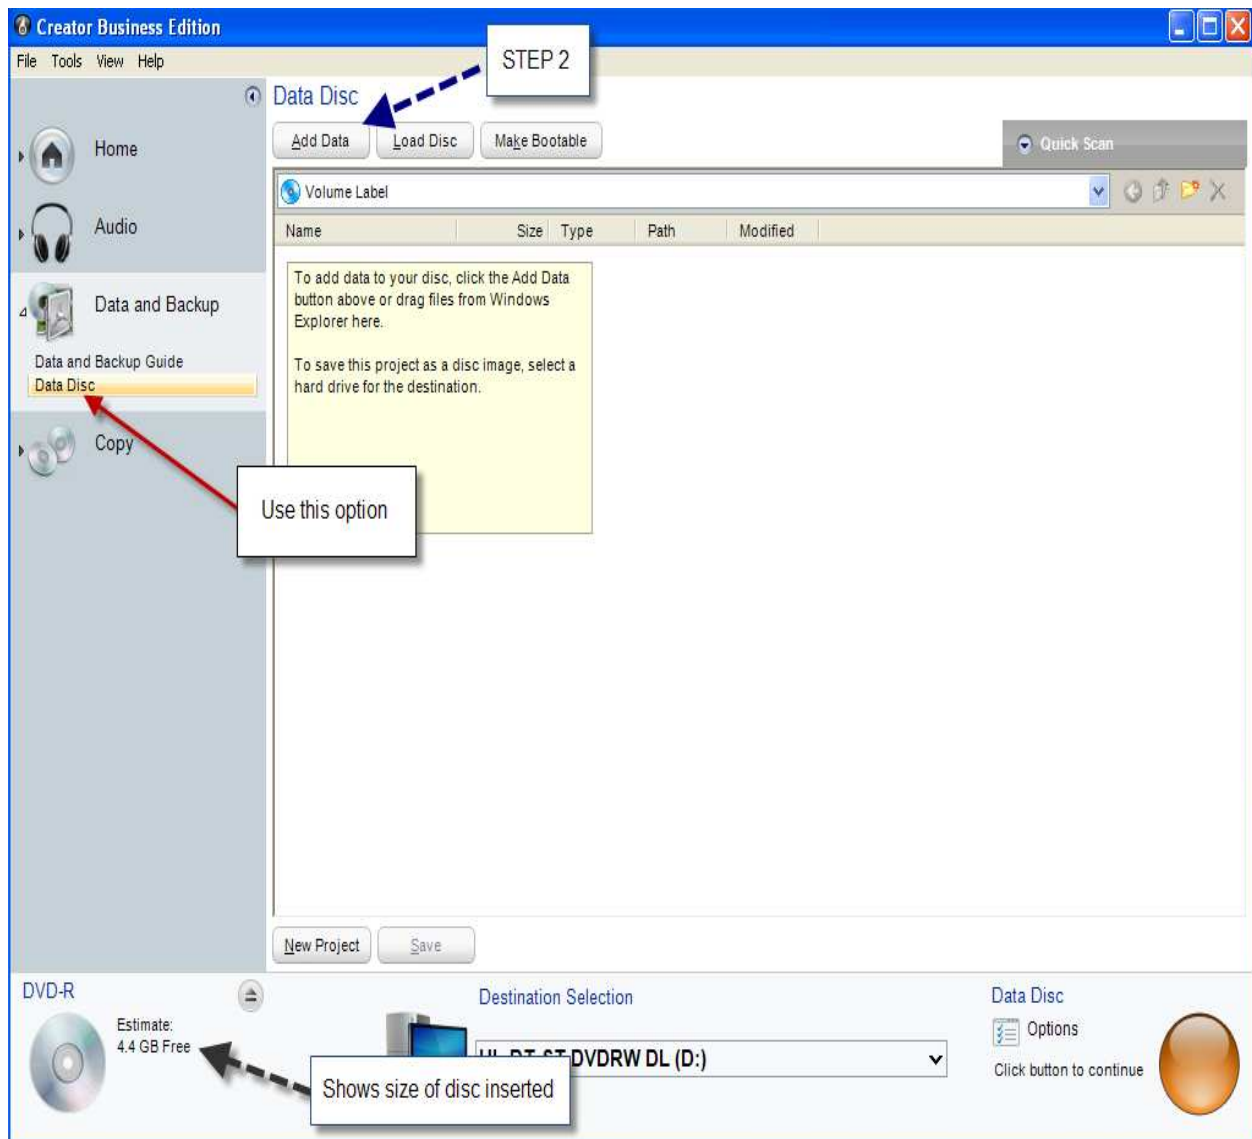 Creator Business Edition
File Tools View Help
STEP 2
Data Disc
Add Data Load Disc Make Bootable
Quick Scan
Home
Audio
Data and Backup
Data and Backup Guide
Data Disc
Copy
Volume Label
Name Size Type Path Modified
To add data to your disc, click the Add Data
button above or drag files from Windows
Explorer here.
To save this project as a disc image, select a
hard drive for the destination.
Use this option
New Project Save
DVD-R
Estimate:
4.4 GB Free
Shows size of disc inserted
Destination Selection
DVDRW DL (D:)
Data Disc
Options
Click button to continue